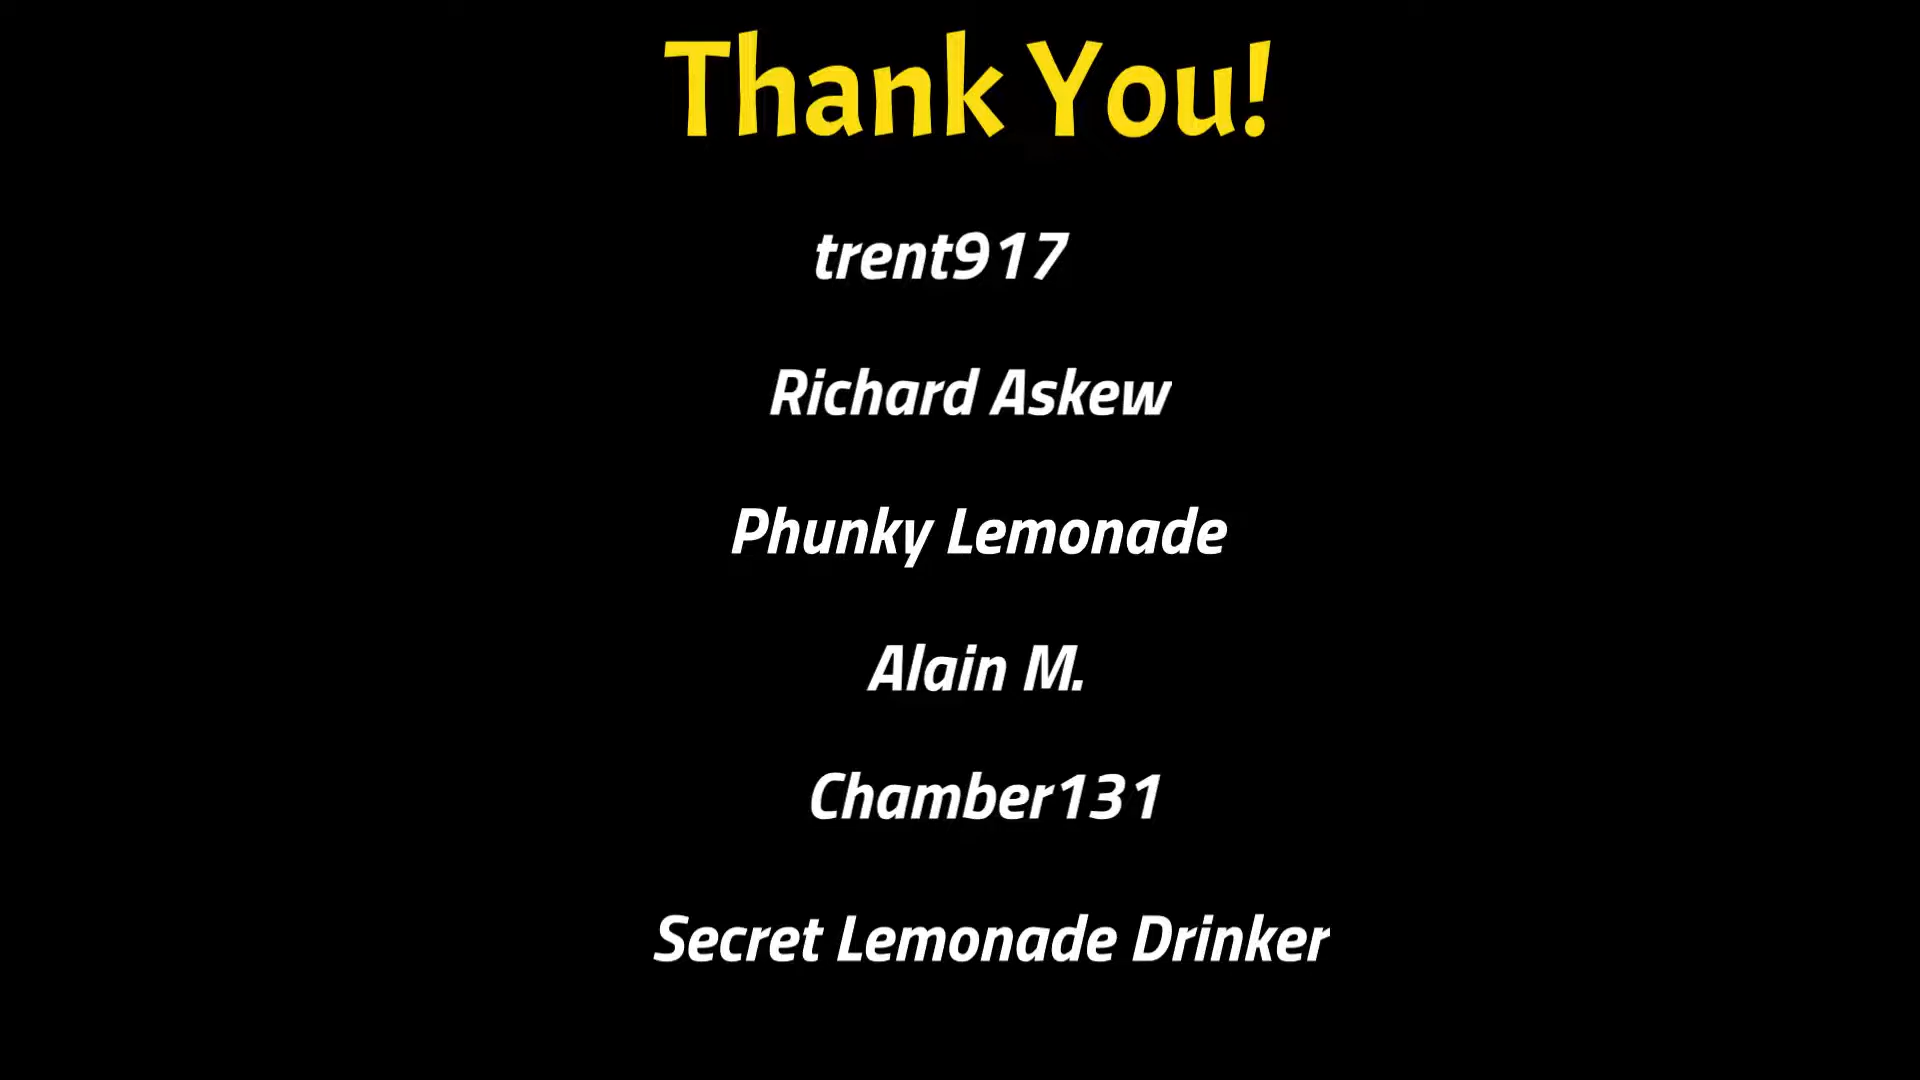 Thank You!
trent917
Richard Askew
Phunky Lemonade
Alain M.
Chamber131
Secret Lemonade Drinker